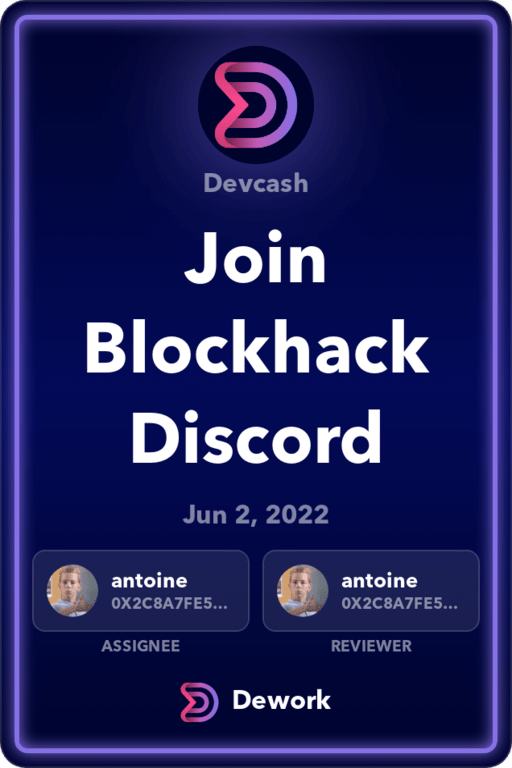 Devcash
Join
Blockhack
Discord
Jun 2, 2022
antoine
0X2C8A7FE5...
antoine
0X2C8A7FE5...
ASSIGNEE
REVIEWER
Dework